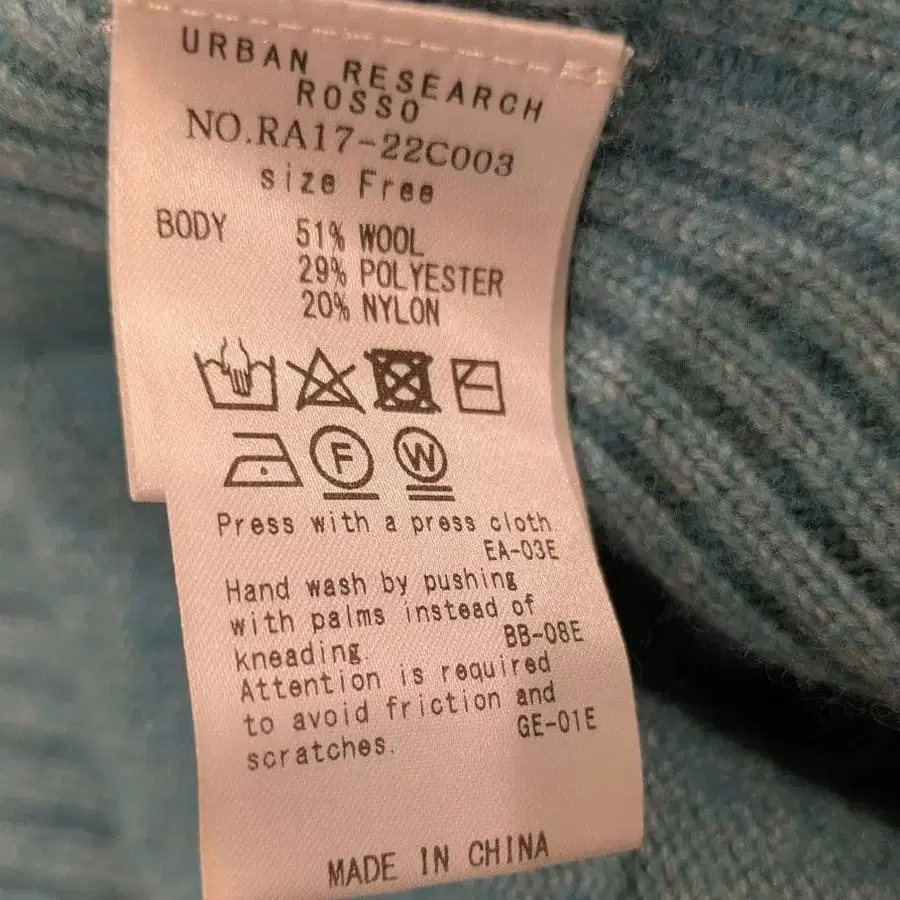 URBAN RESEARCH
ROSSO
NO.RA17-22C003
size Free
BODY 51% WOOL
29% POLYESTER
20% NYLON
F W
Press with a press cloth
EA-03E
Hand wash by pushing
with palms instead of
kneading. BB-08E
Attention is required
to avoid friction and
scratches. GE-01E
MADE IN CHINA